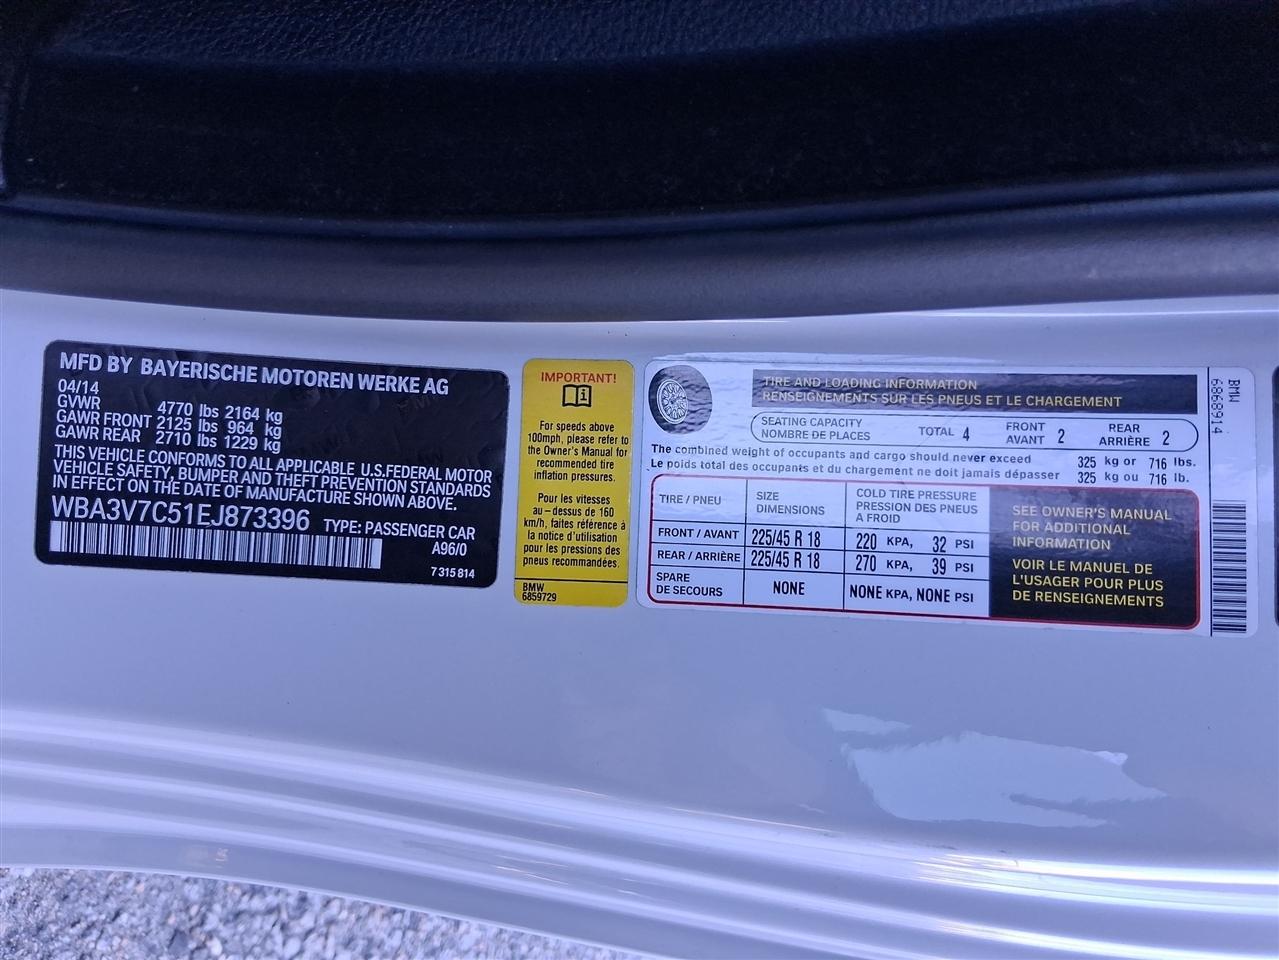 MFD BY BAYERISCHE MOTOREN WERKE AG
04/14
GVWR 4770 lbs 2164 kg
GAWR FRONT 2125 lbs 964 kg
GAWR REAR 2710 lbs 1229 kg
THIS VEHICLE CONFORMS TO ALL APPLICABLE U.S.FEDERAL MOTOR
VEHICLE SAFETY, BUMPER AND THEFT PREVENTION STANDARDS
IN EFFECT ON THE DATE OF MANUFACTURE SHOWN ABOVE.
WBA3V7C51EJ873396 TYPE: PASSENGER CAR
A96/0
7 315 814
IMPORTANT!
For speeds above
100mph, please refer to
the Owner's Manual for
recommended tire
inflation pressures.
Pour les vitesses
au-dessus de 160
km/h, faites référence à
la notice d'utilisation
pour les pressions des
pneus recommandées.
BMW
6859729
TIRE AND LOADING INFORMATION
RENSEIGNEMENTS SUR LES PNEUS ET LE CHARGEMENT
SEATING CAPACITY
NOMBRE DE PLACES
TOTAL 4
FRONT
AVANT 2
REAR
ARRIÈRE 2
The combined weight of occupants and cargo should never exceed 325 kg or 716 lbs.
Le poids total des occupants et du chargement ne doit jamais dépasser 325 kg ou 716 lb.
TIRE / PNEU
SIZE
DIMENSIONS
COLD TIRE PRESSURE
PRESSION DES PNEUS
A FROID
FRONT / AVANT 225/45 R 18 220 KPA, 32 PSI
REAR / ARRIÈRE 225/45 R 18 270 KPA, 39 PSI
SPARE
DE SECOURS
NONE NONE KPA, NONE PSI
SEE OWNER'S MANUAL
FOR ADDITIONAL
INFORMATION
VOIR LE MANUEL DE
L'USAGER POUR PLUS
DE RENSEIGNEMENTS
BMW
6868914